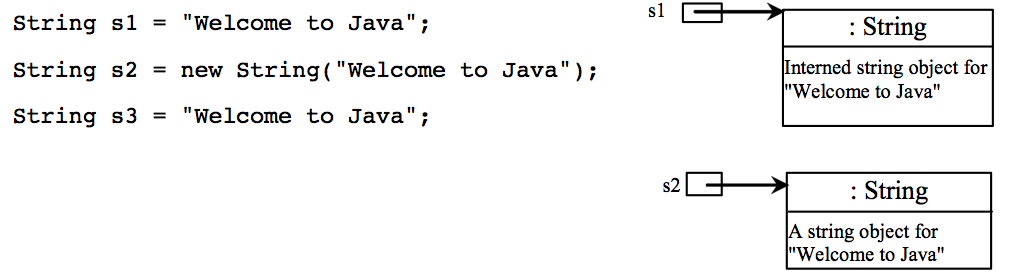 String s1 = "Welcome to Java";
String s2 = new String("Welcome to Java");
String s3 = "Welcome to Java";
s1
: String
Interned string object for
"Welcome to Java"
s2
: String
A string object for
"Welcome to Java"